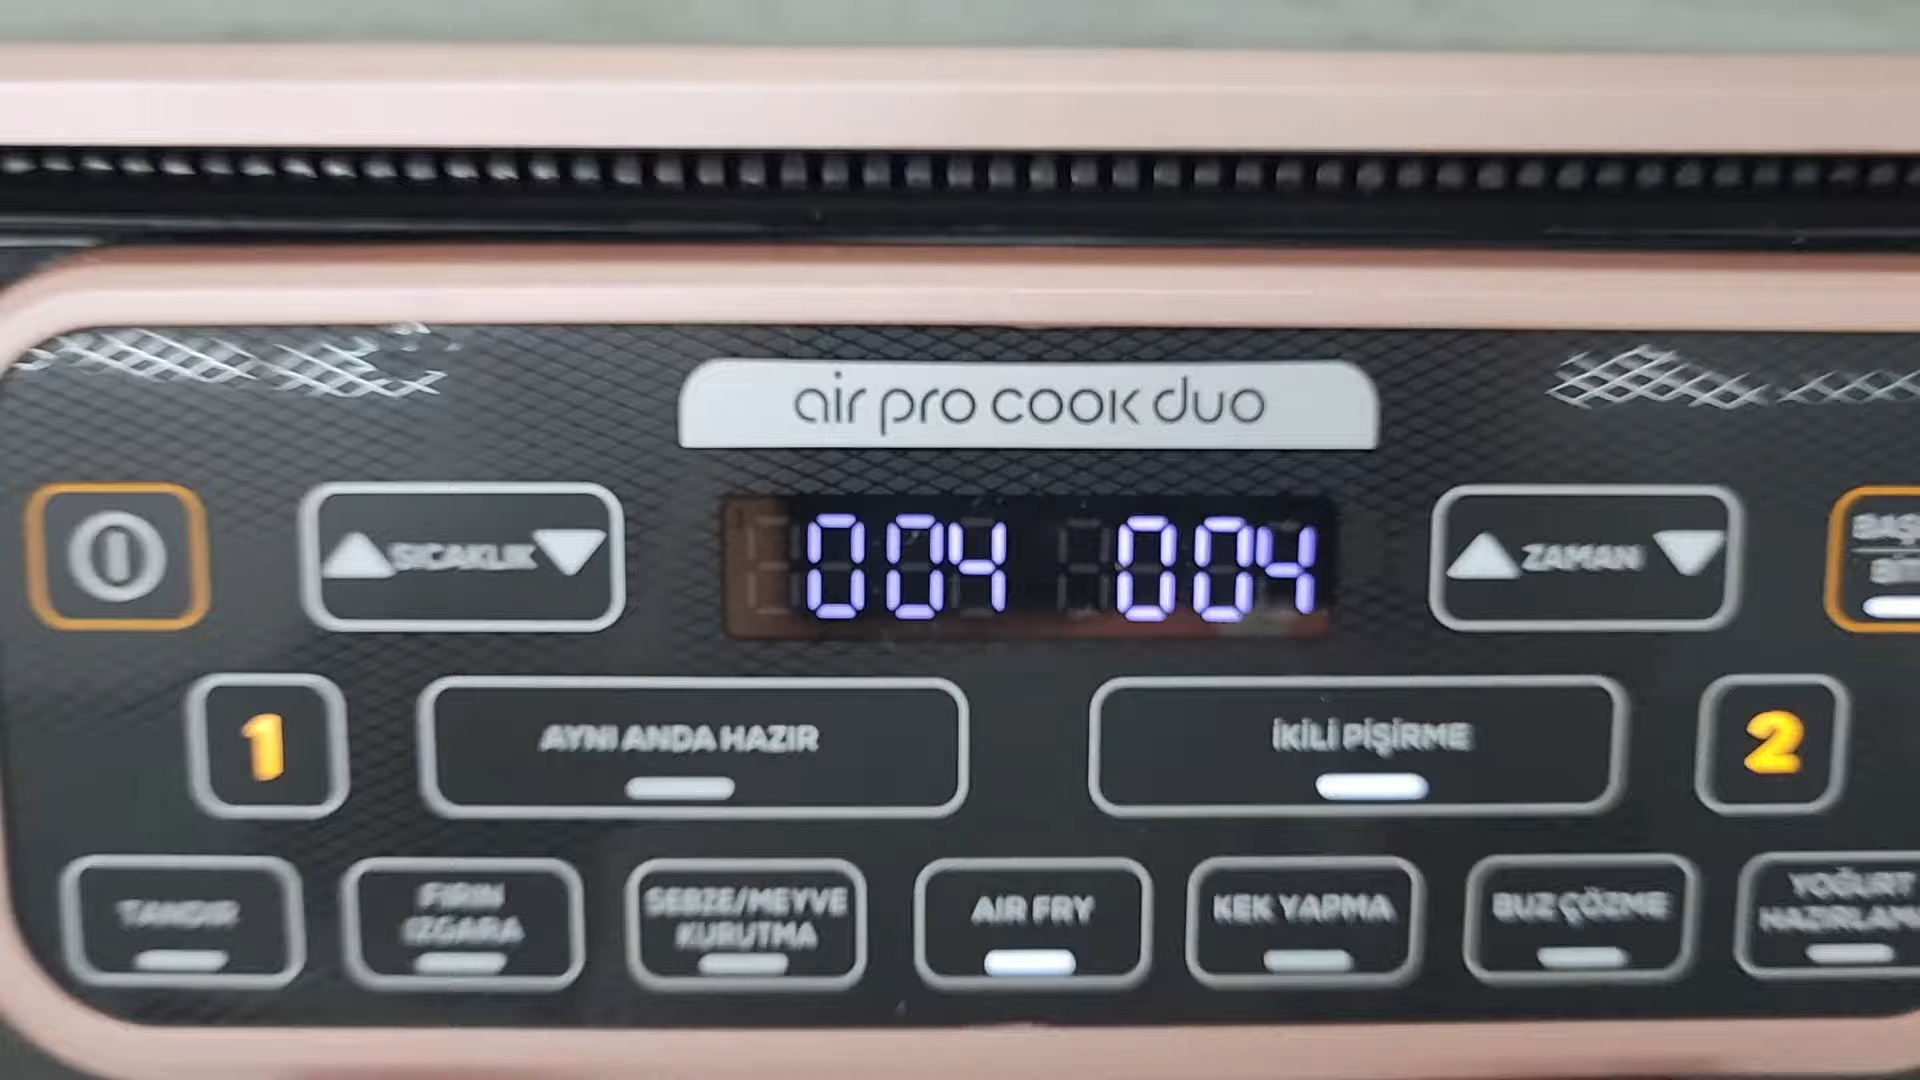 air pro cook duo
SICAKLIK
004 004
ZAMAN
1
AYNI ANDA HAZIR
İKİLİ PİŞİRME
2
TANDIR
FIRIN
IZGARA
SEBZE/MEYVE
KURUTMA
AIR FRY
KEK YAPMA
BUZ ÇÖZME
YOĞURT